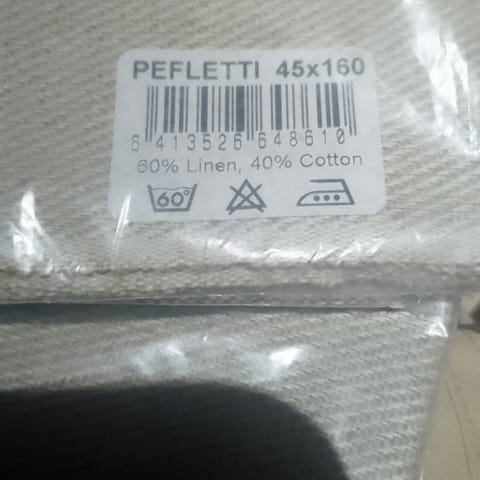 PEFLETTI 45x160
6 413526 648610
60% Linen, 40% Cotton
60°